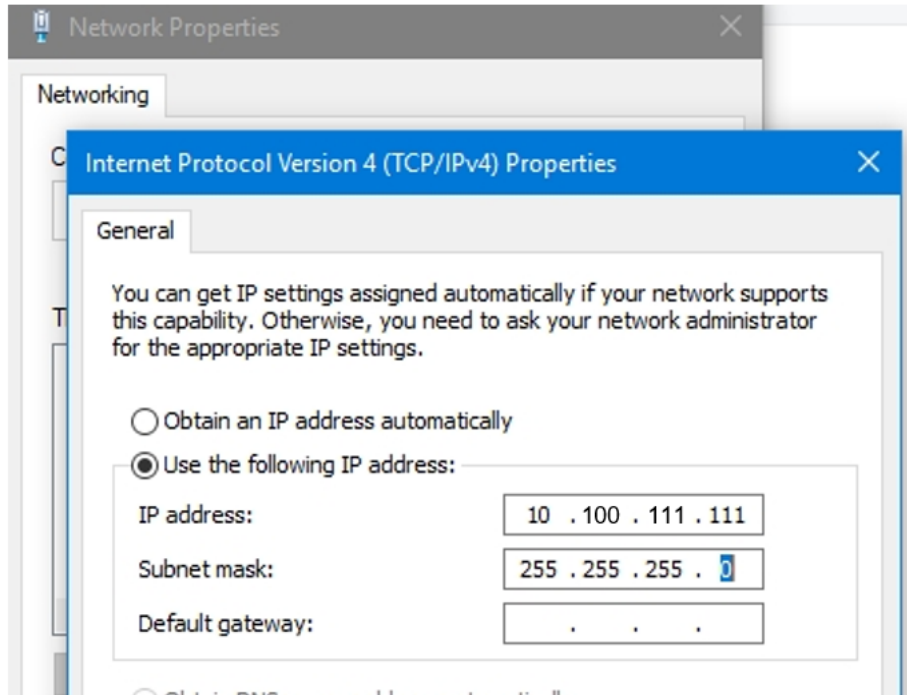 Network Properties
Networking
C
Internet Protocol Version 4 (TCP/IPv4) Properties
General
You can get IP settings assigned automatically if your network supports
this capability. Otherwise, you need to ask your network administrator
for the appropriate IP settings.
T
Obtain an IP address automatically
Use the following IP address:
IP address: 10 . 100 . 111 . 111
Subnet mask: 255 . 255 . 255 . 0
Default gateway: . . .